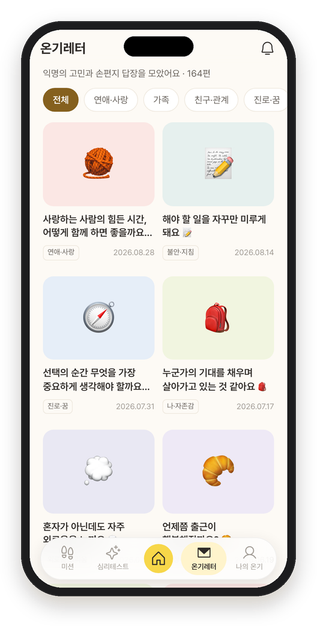 온기레터
익명의 고민과 손편지 답장을 모았어요 · 164편
전체
연애·사랑
가족
친구·관계
진로·꿈
사랑하는 사람의 힘든 시간,
어떻게 함께 하면 좋을까요...
연애·사랑
2026.08.28
해야 할 일을 자꾸만 미루게
돼요 📝
불안·지침
2026.08.14
선택의 순간 무엇을 가장
중요하게 생각해야 할까요...
진로·꿈
2026.07.31
누군가의 기대를 채우며
살아가고 있는 것 같아요 🎒
나·자존감
2026.07.17
혼자가 아닌데도 자주
언제쯤 출근이
미션
심리테스트
온기레터
나의 온기